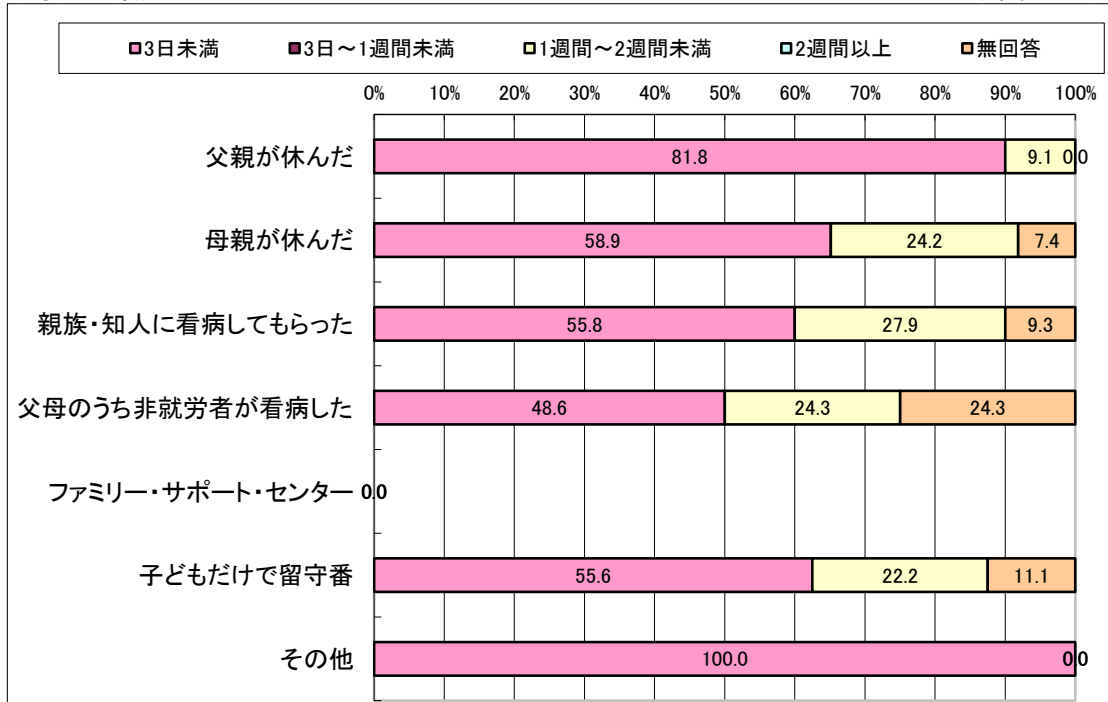 ■3日未満 ■3日～1週間未満 □1週間～2週間未満 □2週間以上 ■無回答
0% 10% 20% 30% 40% 50% 60% 70% 80% 90% 100%
父親が休んだ 81.8 9.1 0.0
母親が休んだ 58.9 24.2 7.4
親族・知人に看病してもらった 55.8 27.9 9.3
父母のうち非就労者が看病した 48.6 24.3 24.3
ファミリー・サポート・センター 0.0
子どもだけで留守番 55.6 22.2 11.1
その他 100.0 0.0